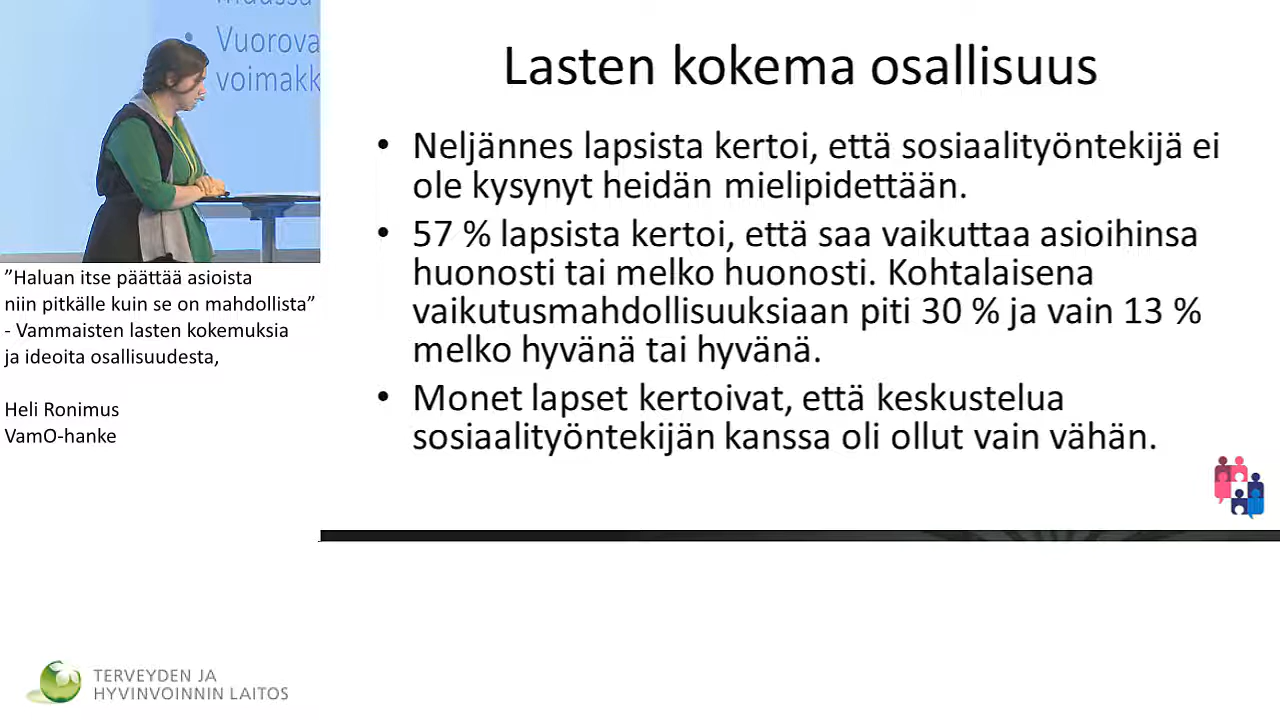 Vuorova
voimakk
Lasten kokema osallisuus
• Neljännes lapsista kertoi, että sosiaalityöntekijä ei
ole kysynyt heidän mielipidettään.
• 57 % lapsista kertoi, että saa vaikuttaa asioihinsa
huonosti tai melko huonosti. Kohtalaisena
vaikutusmahdollisuuksiaan piti 30 % ja vain 13 %
melko hyvänä tai hyvänä.
• Monet lapset kertoivat, että keskustelua
sosiaalityöntekijän kanssa oli ollut vain vähän.
”Haluan itse päättää asioista
niin pitkälle kuin se on mahdollista”
- Vammaisten lasten kokemuksia
ja ideoita osallisuudesta,
Heli Ronimus
VamO-hanke
TERVEYDEN JA
HYVINVOINNIN LAITOS